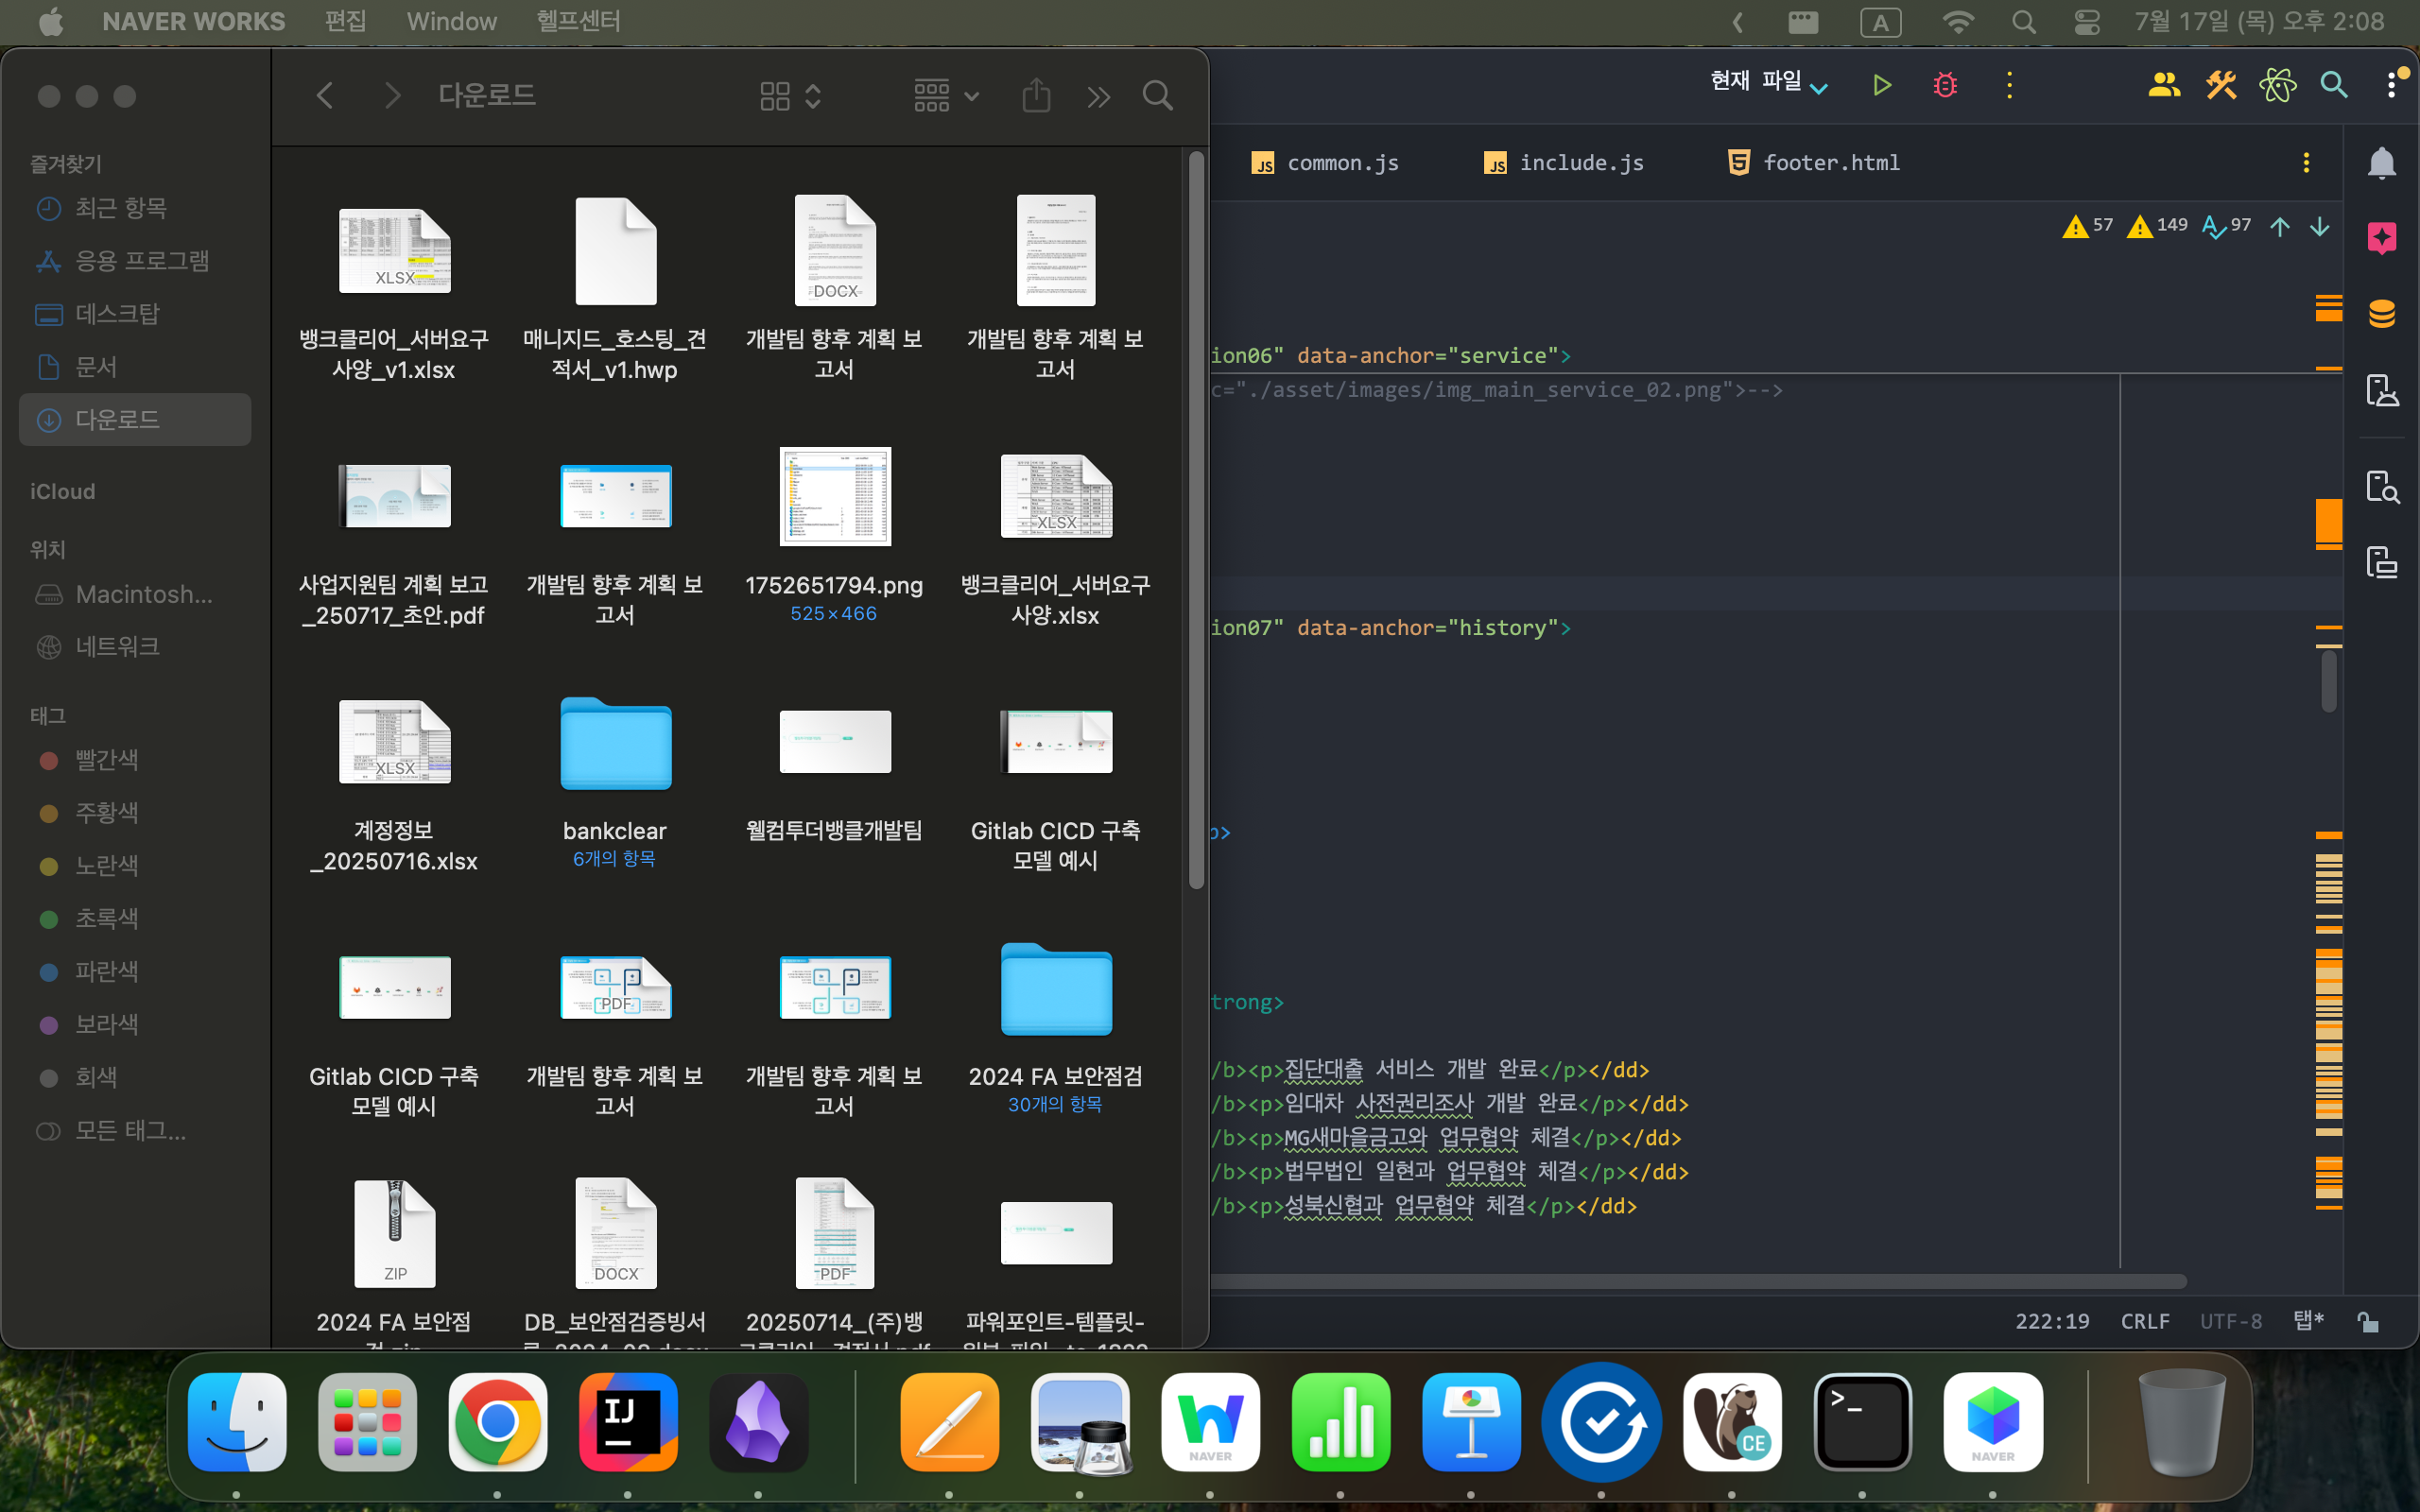 NAVER WORKS 편집 Window 헬프센터
A 7월 17일 (목) 오후 2:08
다운로드
즐겨찾기
최근 항목
응용 프로그램
데스크탑
문서
다운로드
iCloud
위치
Macintosh...
네트워크
태그
빨간색
주황색
노란색
초록색
파란색
보라색
회색
모든 태그...
XLSX
DOCX
뱅크클리어_서버요구
사양_v1.xlsx
매니지드_호스팅_견
적서_v1.hwp
개발팀 향후 계획 보
고서
개발팀 향후 계획 보
고서
XLSX
사업지원팀 계획 보고
_250717_초안.pdf
개발팀 향후 계획 보
고서
1752651794.png
525×466
뱅크클리어_서버요구
사양.xlsx
XLSX
계정정보
_20250716.xlsx
bankclear
6개의 항목
웰컴투더뱅클개발팀
Gitlab CICD 구축
모델 예시
PDF
Gitlab CICD 구축
모델 예시
개발팀 향후 계획 보
고서
개발팀 향후 계획 보
고서
2024 FA 보안점검
30개의 항목
ZIP
DOCX
PDF
2024 FA 보안점
검.zip
DB_보안점검증빙서
류_2024_08.docx
20250714_(주)뱅
크클리어_견적서.pdf
파워포인트-템플릿-
현재 파일
JS common.js
JS include.js
5 footer.html
57 149 97
ion06" data-anchor="service">
c="./asset/images/img_main_service_02.png">-->
ion07" data-anchor="history">
p>
trong>
/b><p>집단대출 서비스 개발 완료</p></dd>
/b><p>임대차 사전권리조사 개발 완료</p></dd>
/b><p>MG새마을금고와 업무협약 체결</p></dd>
/b><p>법무법인 일현과 업무협약 체결</p></dd>
/b><p>성북신협과 업무협약 체결</p></dd>
222:19 CRLF UTF-8 탭*
IJ
NAVER
CE
>_
NAVER